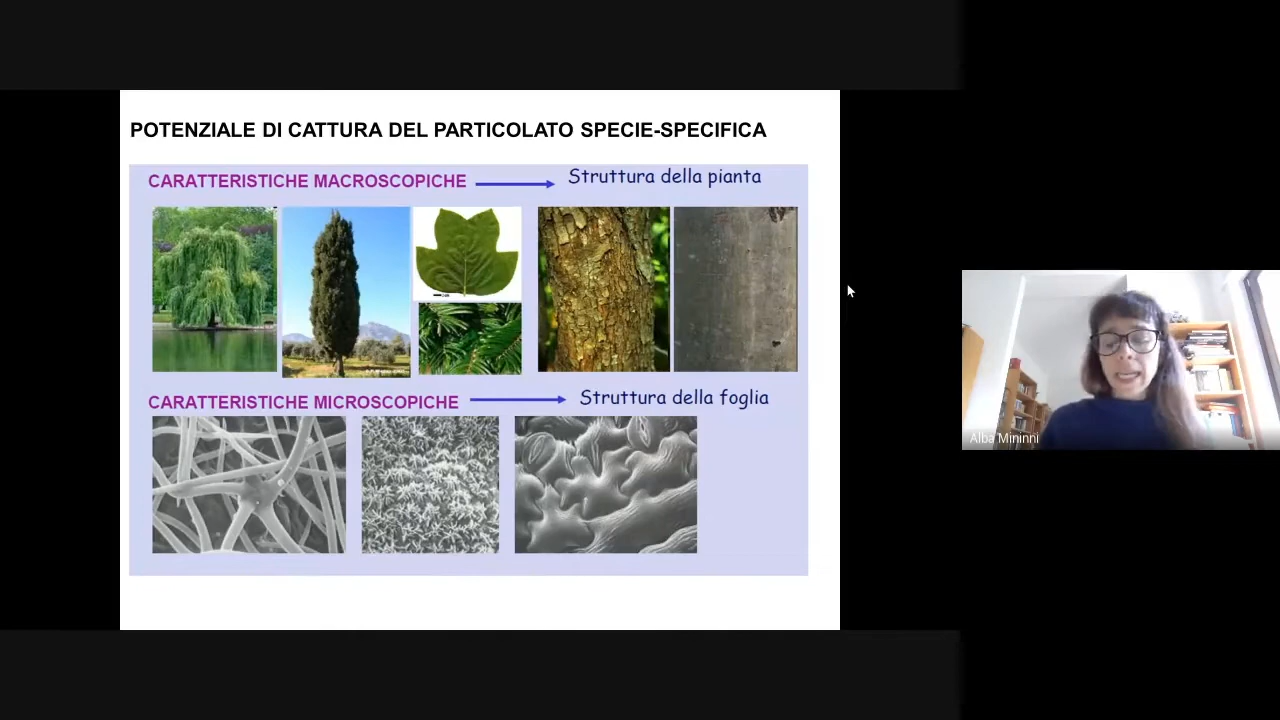 POTENZIALE DI CATTURA DEL PARTICOLATO SPECIE-SPECIFICA
CARATTERISTICHE MACROSCOPICHE
Struttura della pianta
CARATTERISTICHE MICROSCOPICHE
Struttura della foglia
Alba Mininni